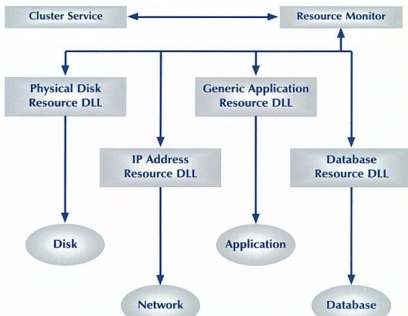 Cluster Service
Resource Monitor
Physical Disk
Resource DLL
Generic Application
Resource DLL
IP Address
Resource DLL
Database
Resource DLL
Disk
Application
Network
Database